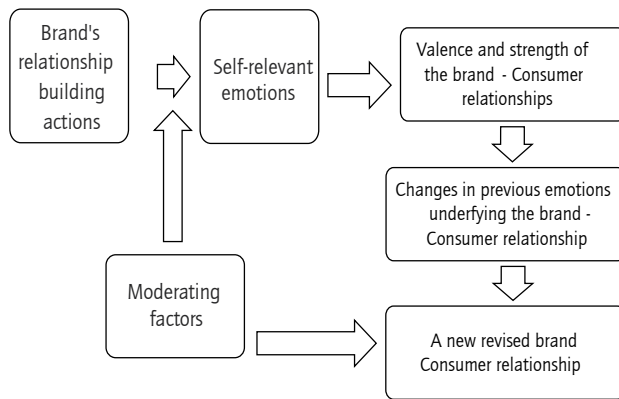 Brand's
relationship
building
actions
Self-relevant
emotions
Valence and strength of
the brand - Consumer
relationships
Changes in previous emotions
underfying the brand -
Consumer relationship
Moderating
factors
A new revised brand
Consumer relationship